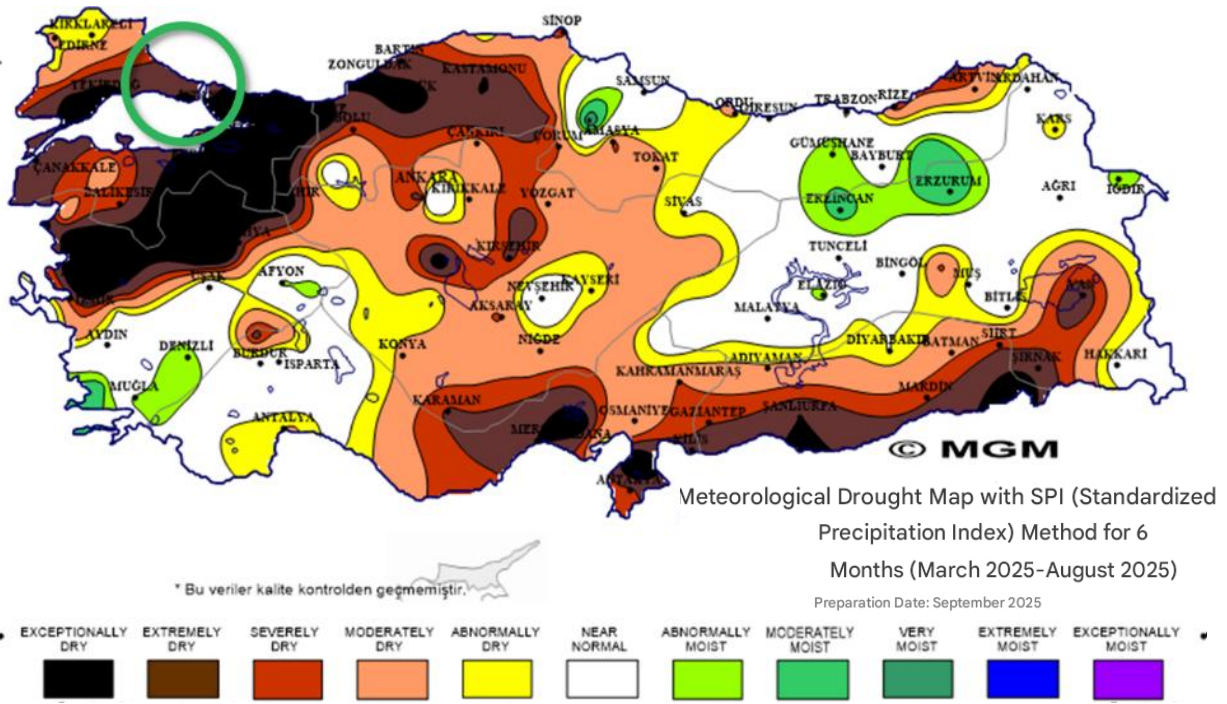 KIRKLARELİ
EDİRNE
TEKİRDAĞ
SİNOP
BARTIN
ZONGULDAK
KASTAMONU
SAMSUN
ORDU
GİRESUN
TRABZON
RİZE
ARTVİN
ARDAHAN
KARS
BOLU
ÇANKIRI
ÇORUM
AMASYA
TOKAT
GÜMÜŞHANE
BAYBURT
ERZURUM
ERZİNCAN
AĞRI
IĞDIR
ÇANAKKALE
BALIKESİR
ANKARA
KIRIKKALE
YOZGAT
SİVAS
KIRŞEHİR
TUNCELİ
BİNGÖL
MUŞ
BİTLİS
VAN
UŞAK
AFYON
AKSARAY
NEVŞEHİR
KAYSERİ
ELAZIĞ
MALATYA
AYDIN
DENİZLİ
BURDUR
ISPARTA
KONYA
NİĞDE
KAHRAMANMARAŞ
ADIYAMAN
DİYARBAKIR
BATMAN
SİİRT
ŞIRNAK
HAKKARİ
MUĞLA
ANTALYA
KARAMAN
OSMANİYE
GAZİANTEP
ŞANLIURFA
MARDİN
KİLİS
ANTAKYA
© MGM
Meteorological Drought Map with SPI (Standardized
Precipitation Index) Method for 6
Months (March 2025-August 2025)
Preparation Date: September 2025
* Bu veriler kalite kontrolden geçmemiştir.
EXCEPTIONALLY DRY
EXTREMELY DRY
SEVERELY DRY
MODERATELY DRY
ABNORMALLY DRY
NEAR NORMAL
ABNORMALLY MOIST
MODERATELY MOIST
VERY MOIST
EXTREMELY MOIST
EXCEPTIONALLY MOIST